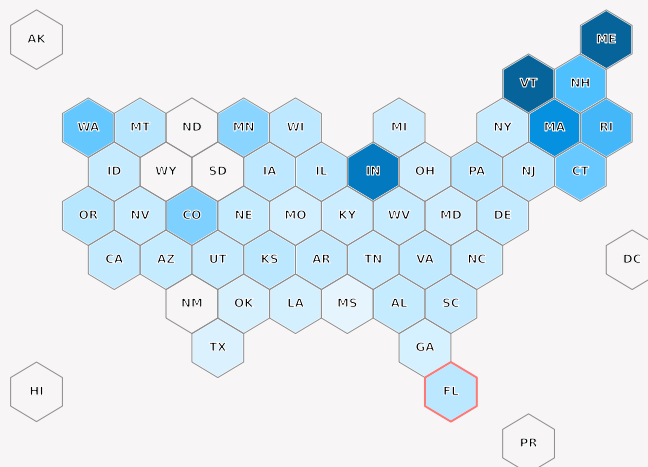 AK
ME
VT NH
WA MT ND MN WI MI NY MA RI
ID WY SD IA IL IN OH PA NJ CT
OR NV CO NE MO KY WV MD DE
CA AZ UT KS AR TN VA NC DC
NM OK LA MS AL SC
TX GA
HI FL
PR